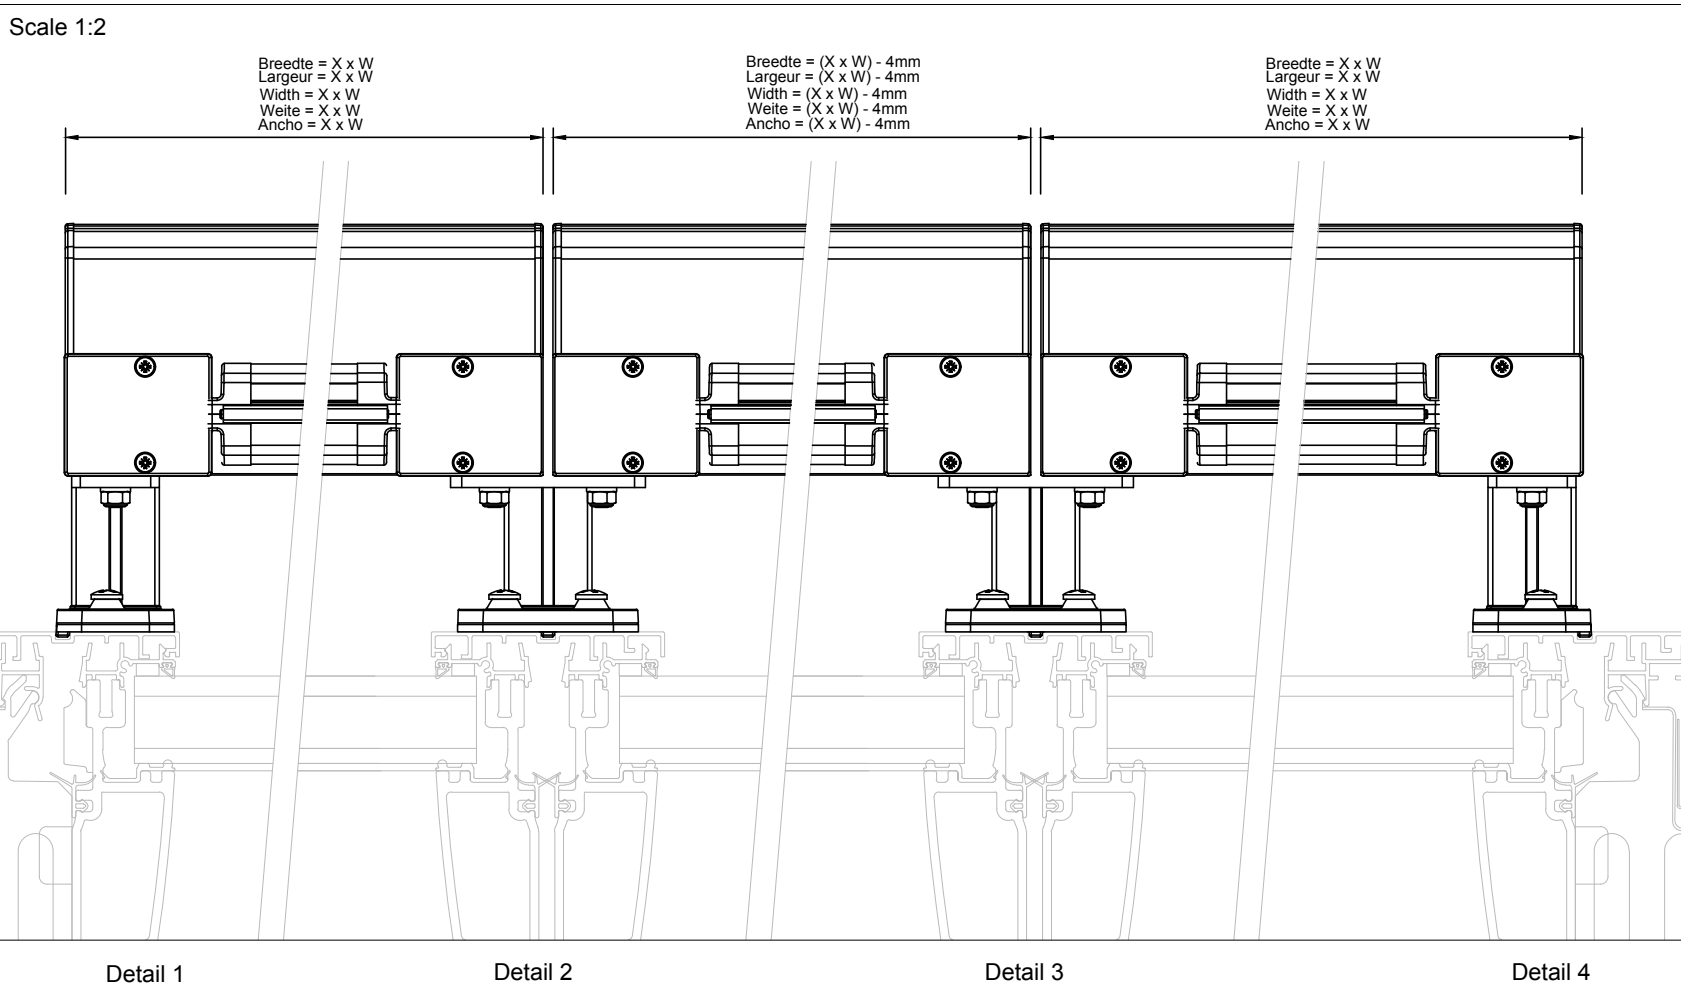 Scale 1:2
Breedte = X x W
Largeur = X x W
Width = X x W
Weite = X x W
Ancho = X x W
Breedte = (X x W) - 4mm
Largeur = (X x W) - 4mm
Width = (X x W) - 4mm
Weite = (X x W) - 4mm
Ancho = (X x W) - 4mm
Breedte = X x W
Largeur = X x W
Width = X x W
Weite = X x W
Ancho = X x W
Detail 1
Detail 2
Detail 3
Detail 4